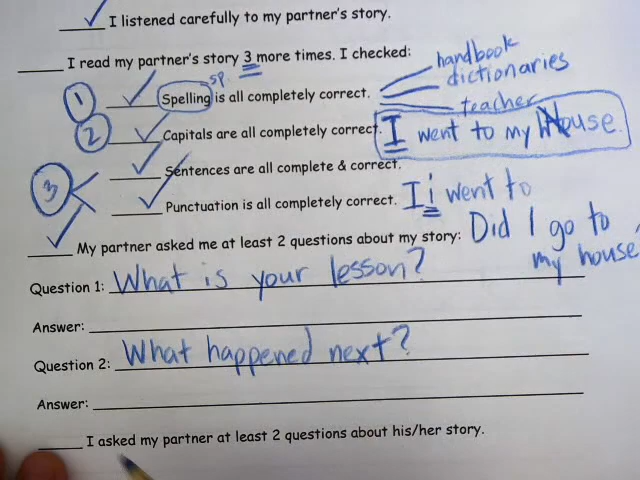 I listened carefully to my partner's story.
I read my partner's story 3 more times. I checked:
sp.
handbook
dictionaries
teacher
1 Spelling is all completely correct.
2 Capitals are all completely correct.
I went to my House.
3 Sentences are all complete & correct.
Punctuation is all completely correct.
I i went to
My partner asked me at least 2 questions about my story:
Did I go to
my house
Question 1: What is your lesson?
Answer:
Question 2: What happened next?
Answer:
I asked my partner at least 2 questions about his/her story.